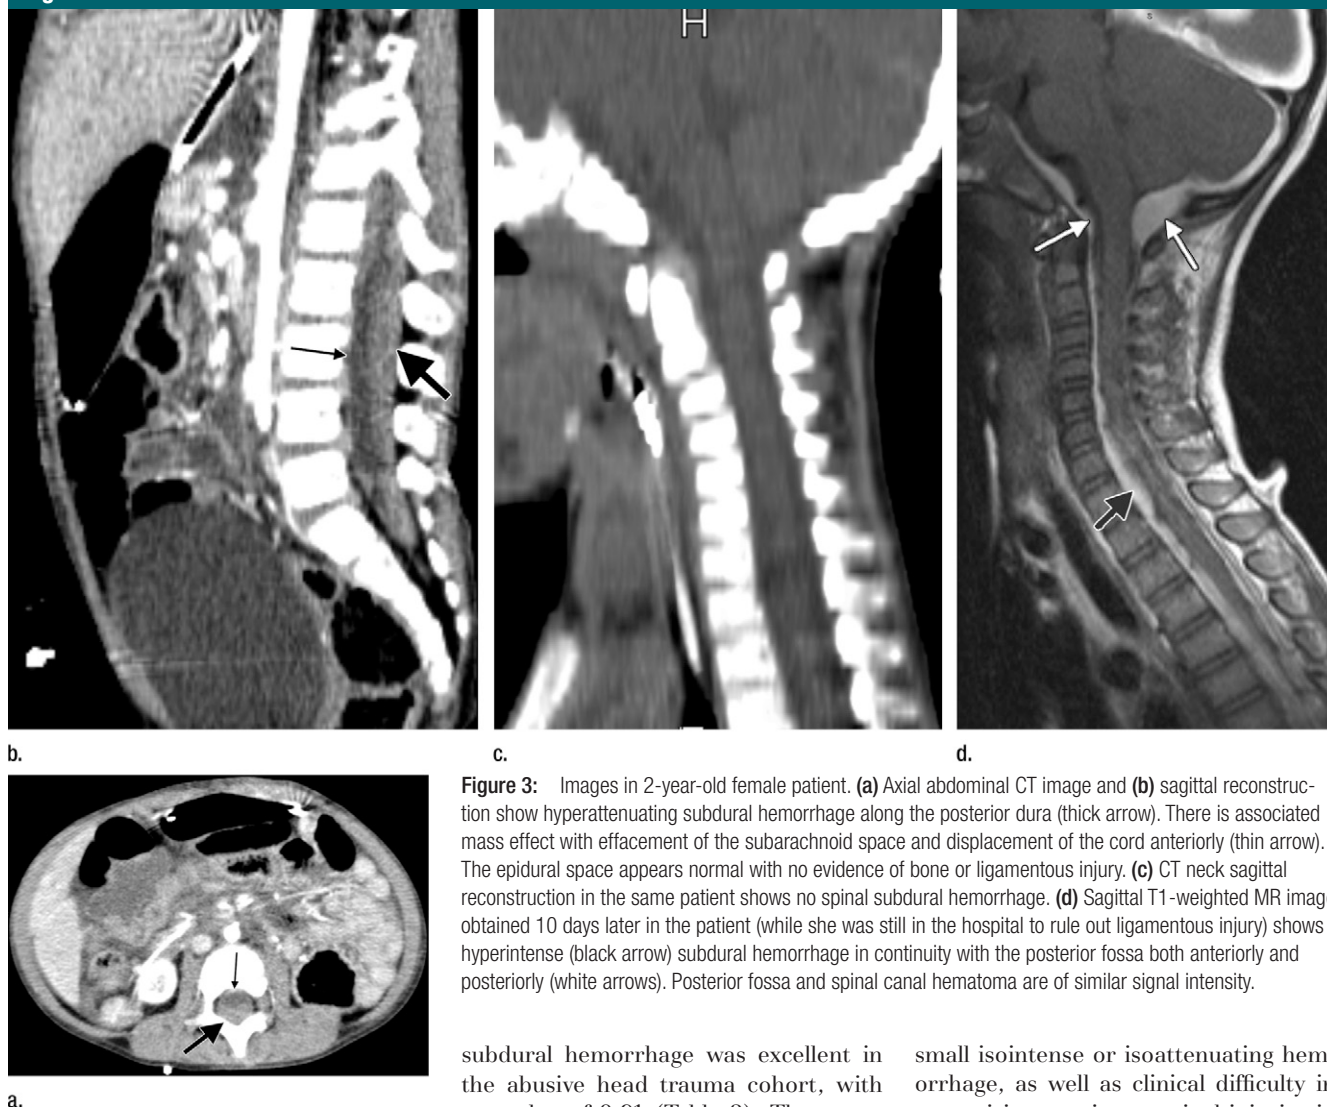 H
b.
c.
d.
Figure 3: Images in 2-year-old female patient. (a) Axial abdominal CT image and (b) sagittal reconstruc-
tion show hyperattenuating subdural hemorrhage along the posterior dura (thick arrow). There is associated
mass effect with effacement of the subarachnoid space and displacement of the cord anteriorly (thin arrow).
The epidural space appears normal with no evidence of bone or ligamentous injury. (c) CT neck sagittal
reconstruction in the same patient shows no spinal subdural hemorrhage. (d) Sagittal T1-weighted MR image
obtained 10 days later in the patient (while she was still in the hospital to rule out ligamentous injury) shows
hyperintense (black arrow) subdural hemorrhage in continuity with the posterior fossa both anteriorly and
posteriorly (white arrows). Posterior fossa and spinal canal hematoma are of similar signal intensity.
a.
subdural hemorrhage was excellent in
the abusive head trauma cohort, with
small isointense or isoattenuating hem-
orrhage, as well as clinical difficulty in